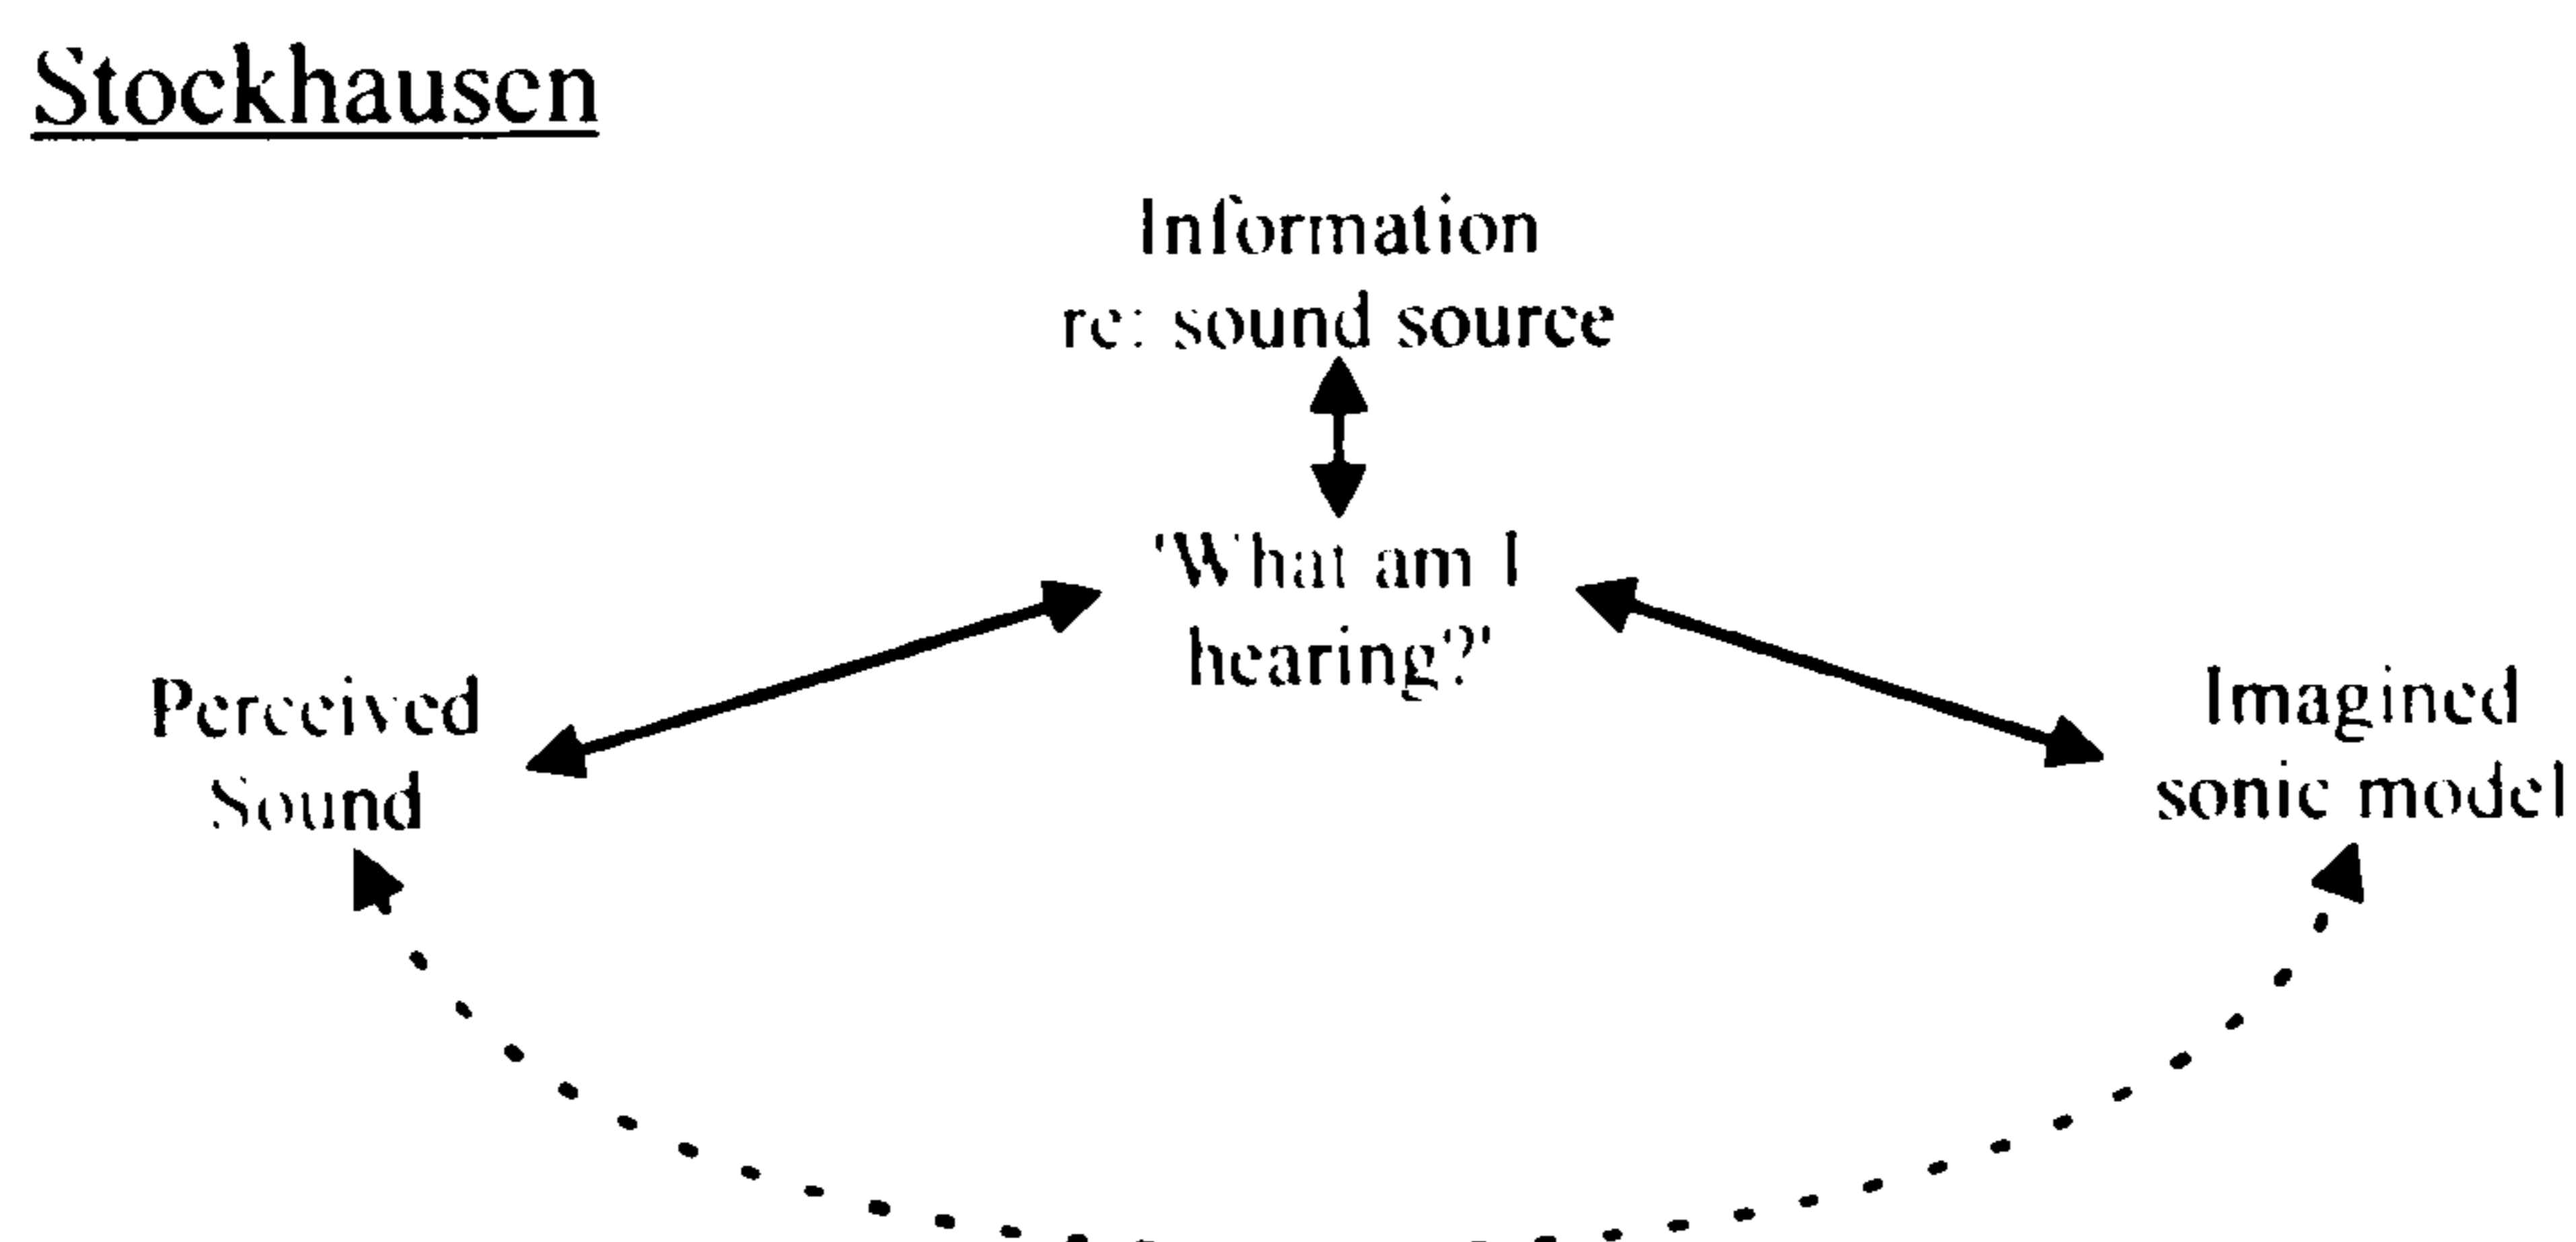 Stockhausen
Information
re: sound source
'What am I
hearing?'
Perceived
Sound
Imagined
sonic model